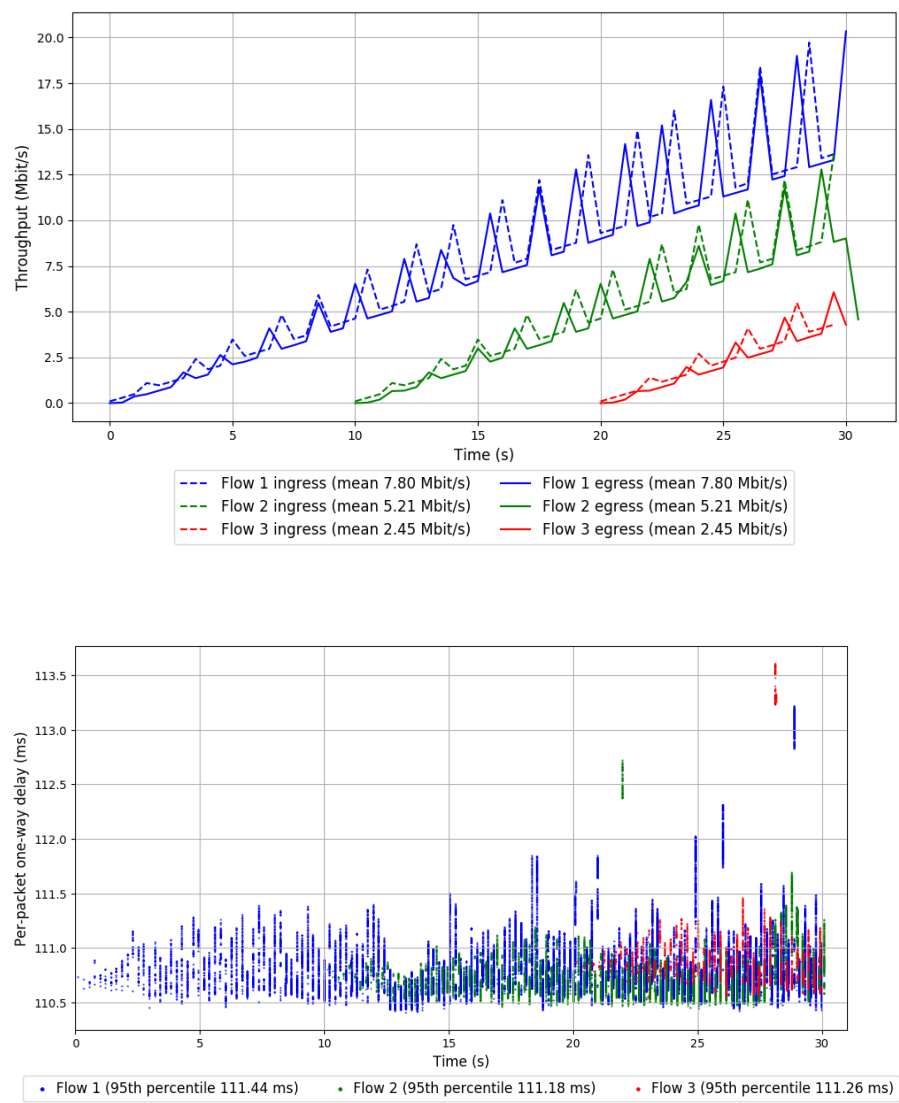 20.0
17.5
15.0
12.5
10.0
7.5
5.0
2.5
0.0
Throughput (Mbit/s)
0 5 10 15 20 25 30
Time (s)
Flow 1 ingress (mean 7.80 Mbit/s) Flow 1 egress (mean 7.80 Mbit/s)
Flow 2 ingress (mean 5.21 Mbit/s) Flow 2 egress (mean 5.21 Mbit/s)
Flow 3 ingress (mean 2.45 Mbit/s) Flow 3 egress (mean 2.45 Mbit/s)
113.5
113.0
112.5
112.0
111.5
111.0
110.5
Per-packet one-way delay (ms)
0 5 10 15 20 25 30
Time (s)
Flow 1 (95th percentile 111.44 ms) Flow 2 (95th percentile 111.18 ms) Flow 3 (95th percentile 111.26 ms)